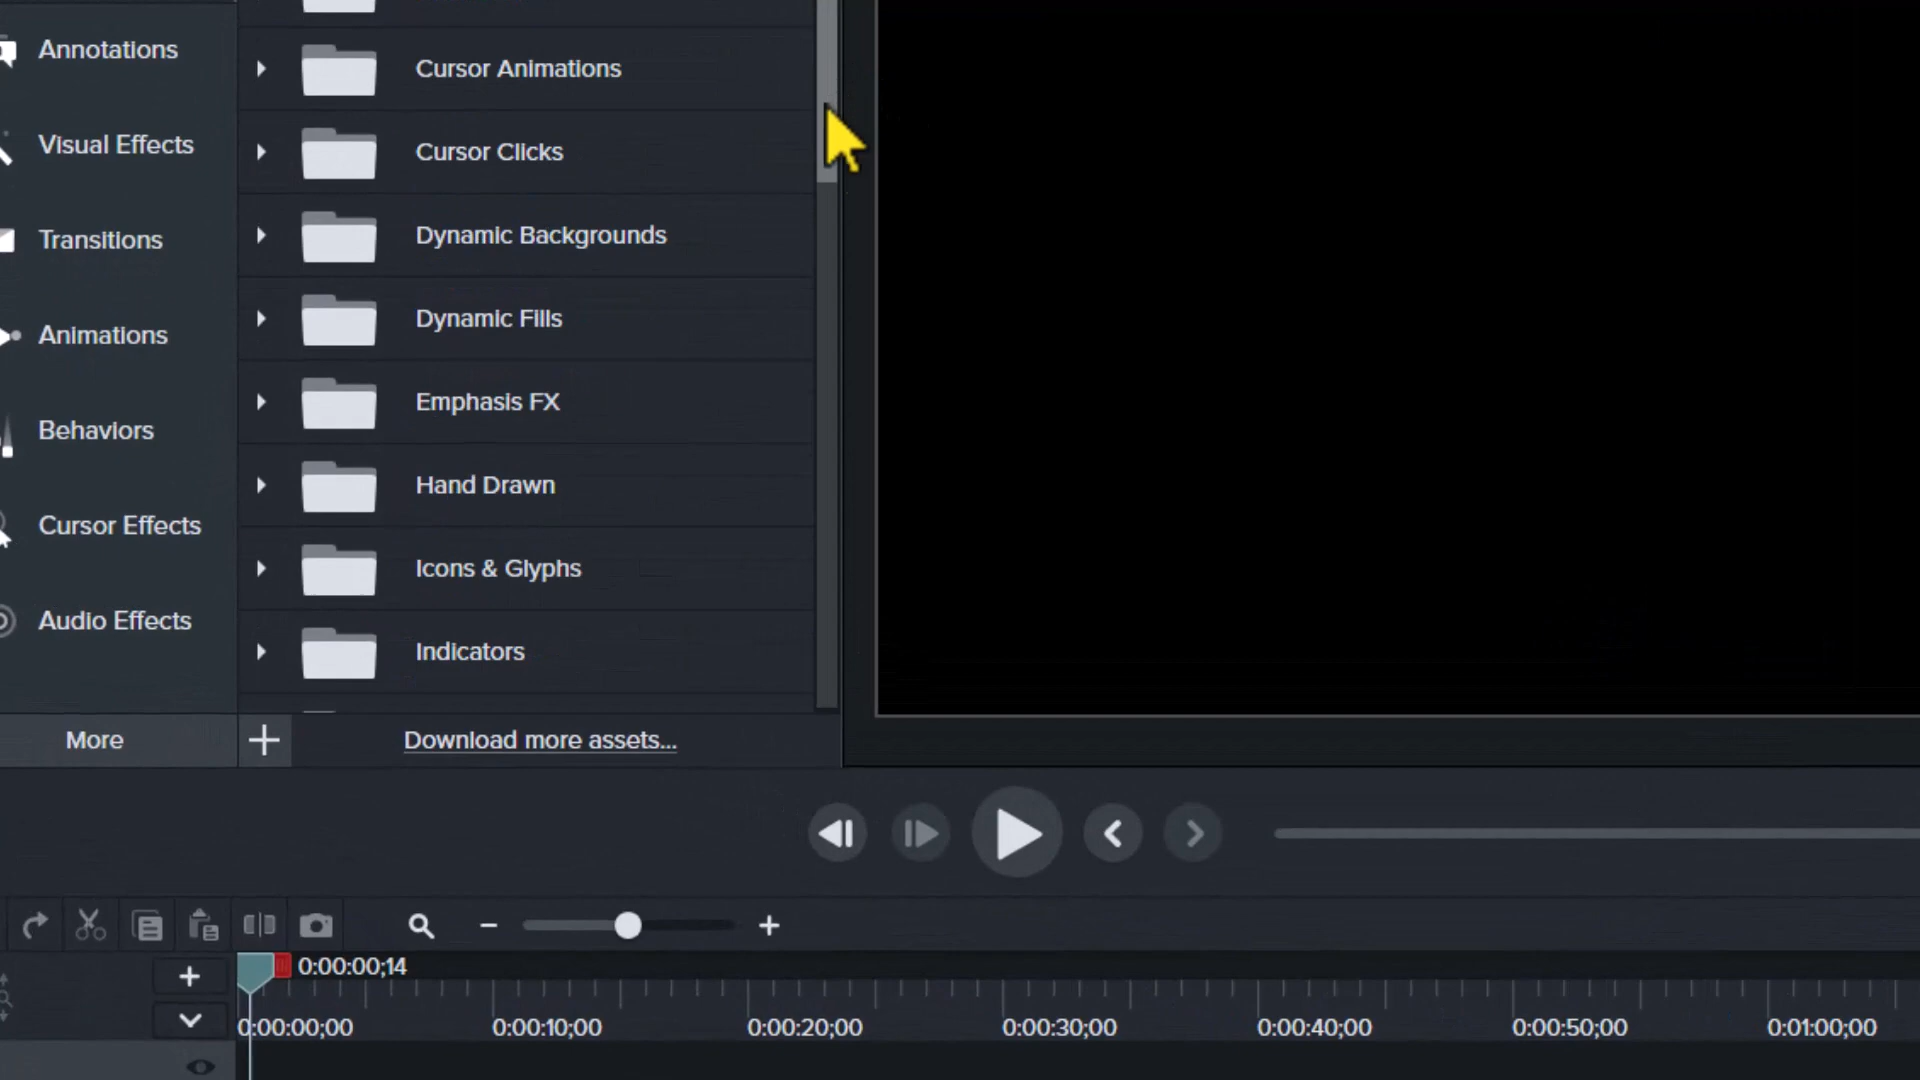 Annotations
Visual Effects
Transitions
Animations
Behaviors
Cursor Effects
Audio Effects
More
Cursor Animations
Cursor Clicks
Dynamic Backgrounds
Dynamic Fills
Emphasis FX
Hand Drawn
Icons & Glyphs
Indicators
Download more assets...
0:00:00;14
0:00:00;00
0:00:10;00
0:00:20;00
0:00:30;00
0:00:40;00
0:00:50;00
0:01:00;00